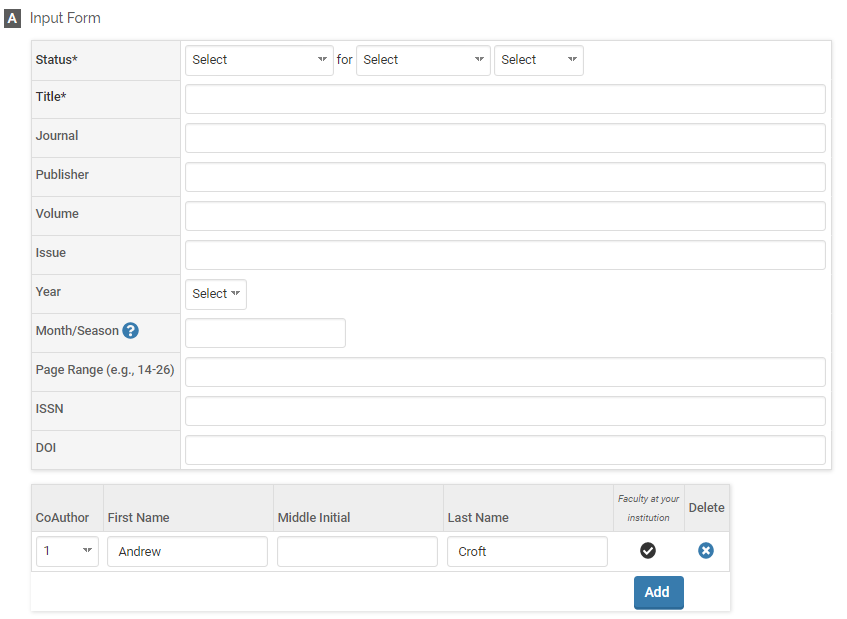 A Input Form
Status* Select for Select Select
Title*
Journal
Publisher
Volume
Issue
Year Select
Month/Season ?
Page Range (e.g., 14-26)
ISSN
DOI
CoAuthor First Name Middle Initial Last Name Faculty at your institution Delete
1 Andrew Croft
Add